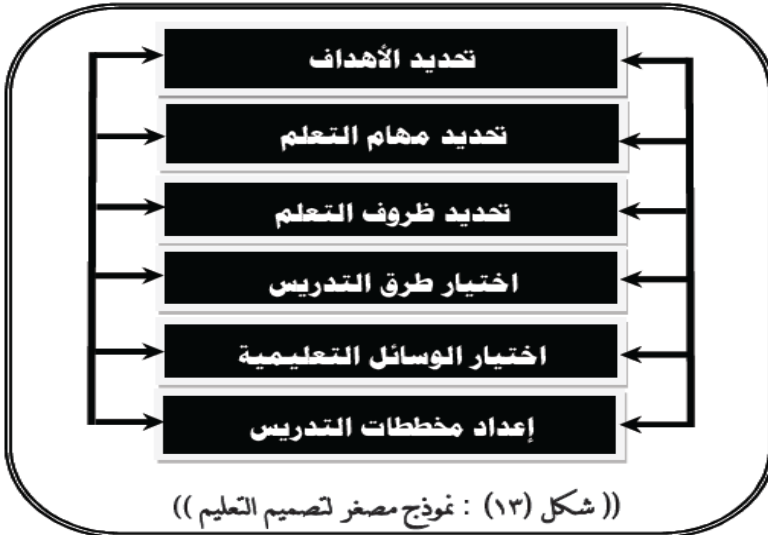 تحديد الأهداف
تحديد مهام التعلم
تحديد ظروف التعلم
اختيار طرق التدريس
اختيار الوسائل التعليمية
إعداد مخططات التدريس
(( شكل (١٣) : نموذج مصغر لتصميم التعليم ))